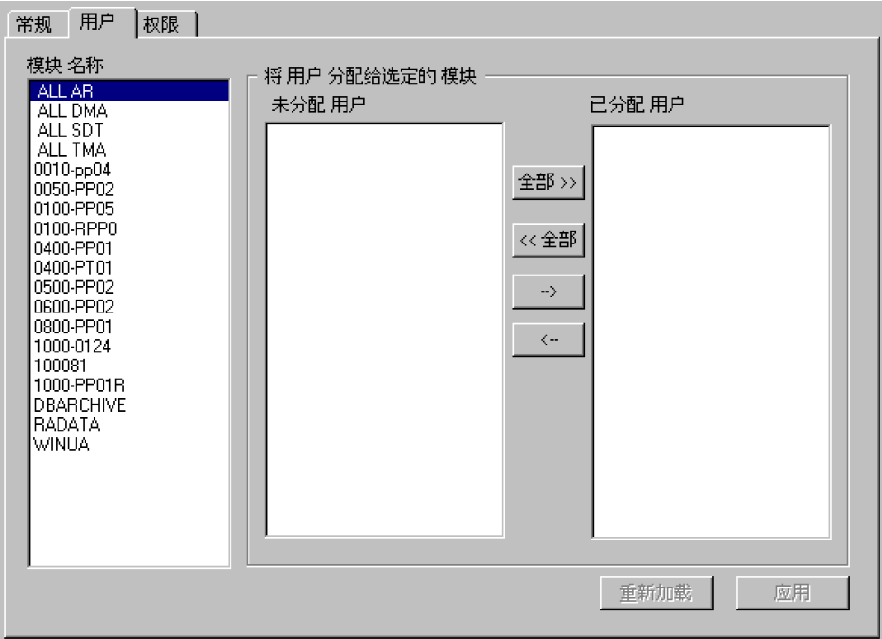 常规 用户 权限
模块 名称
ALL AR
ALL DMA
ALL SDT
ALL TMA
0010-pp04
0050-PP02
0100-PP05
0100-RPP0
0400-PP01
0400-PT01
0500-PP02
0600-PP02
0800-PP01
1000-0124
100081
1000-PP01R
DBARCHIVE
RADATA
WINUA
将 用户 分配给选定的 模块
未分配 用户
已分配 用户
全部 >>
<< 全部
-->
<--
重新加载
应用